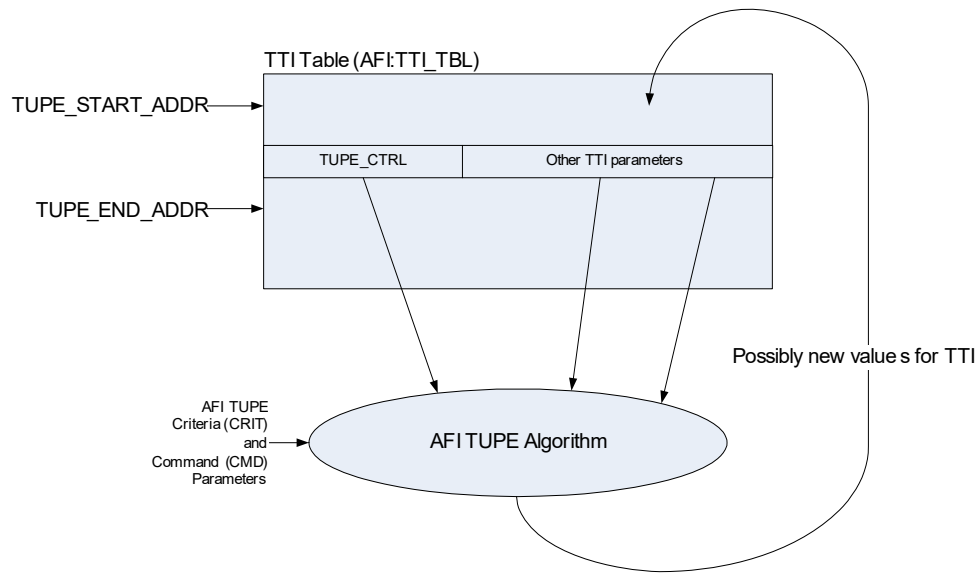 TTI Table (AFI:TTI_TBL)
TUPE_START_ADDR
TUPE_CTRL
Other TTI parameters
TUPE_END_ADDR
Possibly new values for TTI
AFI TUPE
Criteria (CRIT)
and
Command (CMD)
Parameters
AFI TUPE Algorithm